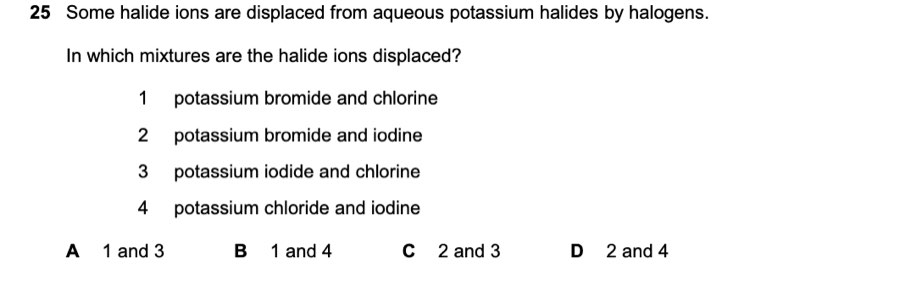 25 Some halide ions are displaced from aqueous potassium halides by halogens.
In which mixtures are the halide ions displaced?
1 potassium bromide and chlorine
2 potassium bromide and iodine
3 potassium iodide and chlorine
4 potassium chloride and iodine
A 1 and 3 B 1 and 4 C 2 and 3 D 2 and 4